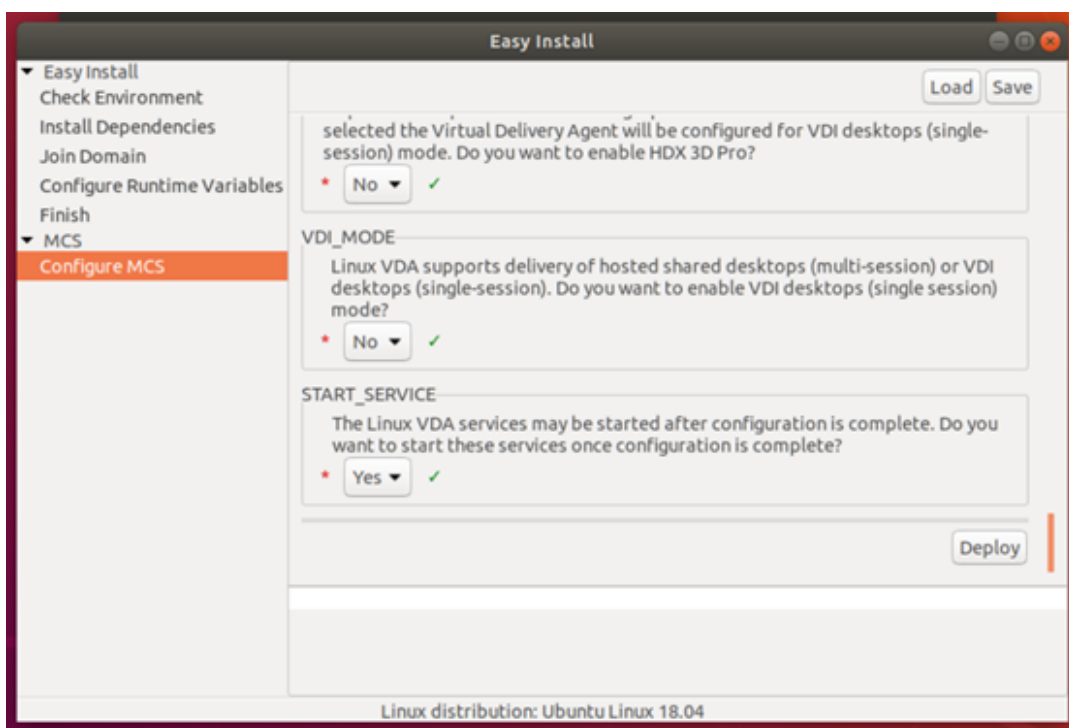 Easy Install
Easy Install
Check Environment
Install Dependencies
Join Domain
Configure Runtime Variables
Finish
MCS
Configure MCS
Load Save
selected the Virtual Delivery Agent will be configured for VDI desktops (single-
session) mode. Do you want to enable HDX 3D Pro?
* No ✓
VDI_MODE
Linux VDA supports delivery of hosted shared desktops (multi-session) or VDI
desktops (single-session). Do you want to enable VDI desktops (single session)
mode?
* No ✓
START_SERVICE
The Linux VDA services may be started after configuration is complete. Do you
want to start these services once configuration is complete?
* Yes ✓
Deploy
Linux distribution: Ubuntu Linux 18.04